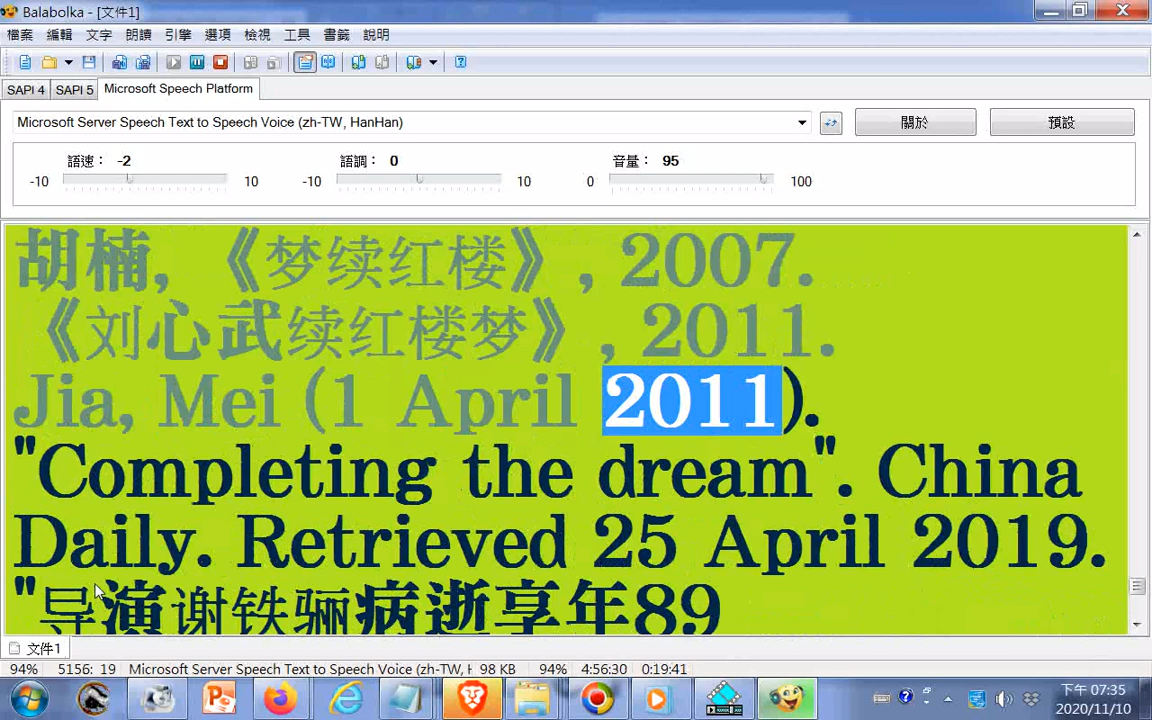 Balabolka - [文件1]
檔案 編輯 文字 朗讀 引擎 選項 檢視 工具 書籤 說明
SAPI 4 SAPI 5 Microsoft Speech Platform
Microsoft Server Speech Text to Speech Voice (zh-TW, HanHan) 關於 預設
語速： -2 語調： 0 音量： 95
-10 10 -10 10 0 100
胡楠, 《梦续红楼》, 2007.
《刘心武续红楼梦》, 2011.
Jia, Mei (1 April 2011).
"Completing the dream". China
Daily. Retrieved 25 April 2019.
"导演谢铁骊病逝享年89
文件1
94% 5156: 19 Microsoft Server Speech Text to Speech Voice (zh-TW, H 98 KB 94% 4:56:30 0:19:41
下午 07:35
2020/11/10